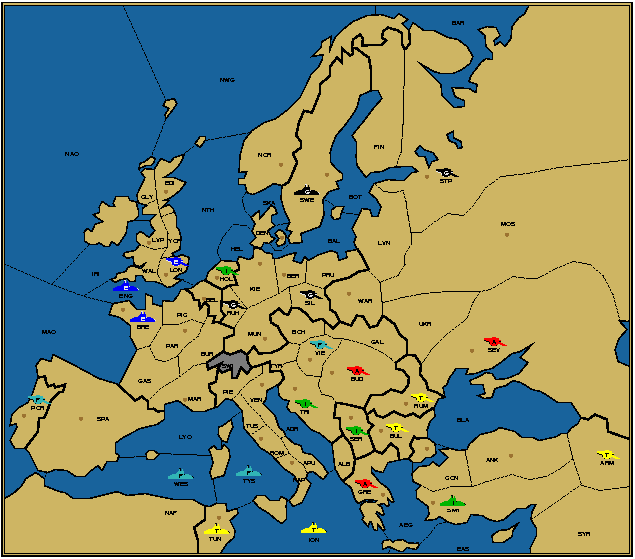 BAR
NWG
NAO
NOR
FIN
STP
EDI
CLY
SWE
BOT
SKA
NTH
MOS
DEN
LVP
YOR
HEL
BAL
LVN
WAL
LON
HOL
IRI
KIE
BER
PRU
ENG
BEL
RUH
SIL
WAR
PIC
BRE
UKR
MAO
MUN
BOH
GAL
SEV
PAR
VIE
BUR
TYR
BUD
GAS
PIE
VEN
TRI
RUM
MAR
POR
SPA
TUS
ADR
SER
BUL
BLA
LYO
ROM
ALB
ARM
APU
ANK
NAP
CON
WES
TYS
GRE
SMY
NAF
AEG
TUN
ION
SYR
EAS